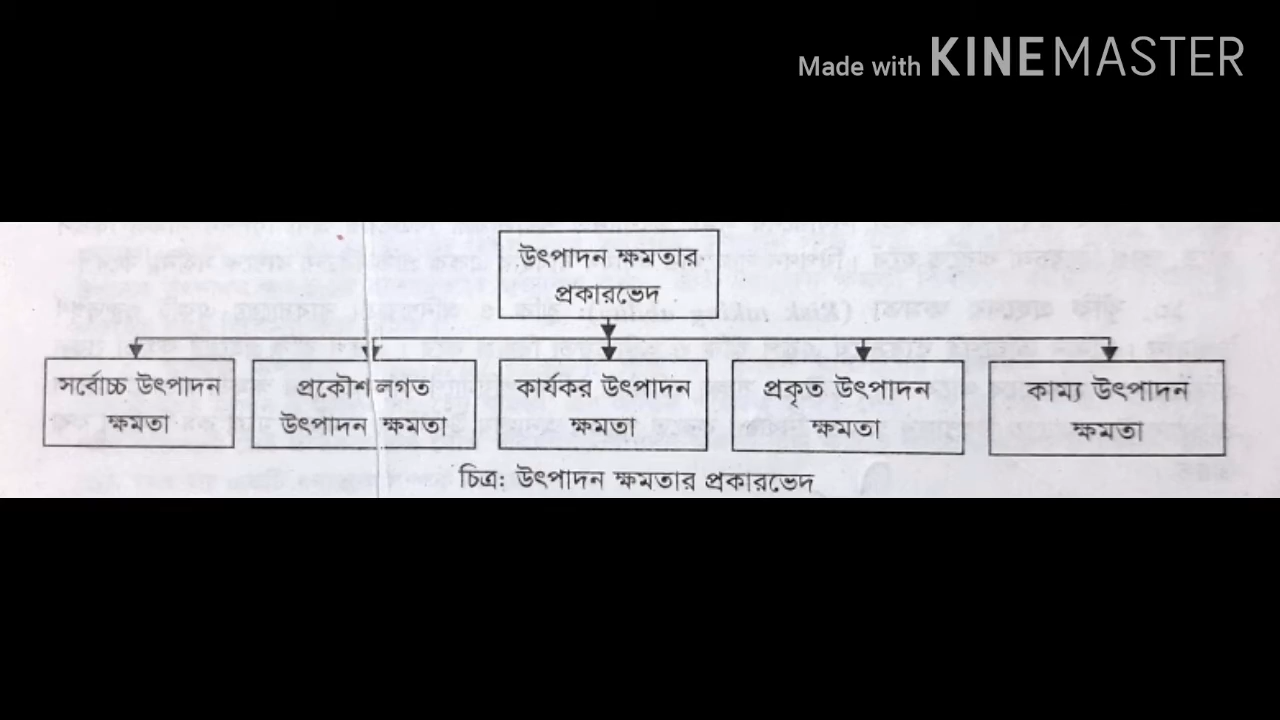 Made with KINEMASTER
উৎপাদন ক্ষমতার
প্রকারভেদ
সর্বোচ্চ উৎপাদন
ক্ষমতা
প্রকৌশলগত
উৎপাদন ক্ষমতা
কার্যকর উৎপাদন
ক্ষমতা
প্রকৃত উৎপাদন
ক্ষমতা
কাম্য উৎপাদন
ক্ষমতা
চিত্র: উৎপাদন ক্ষমতার প্রকারভেদ